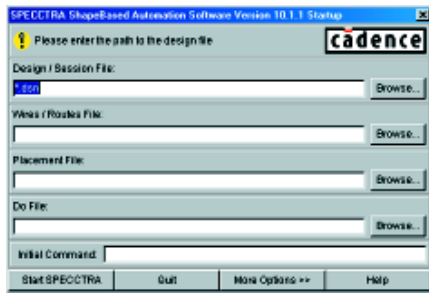 SPECCTRA ShapeBased Automation Software Version 10.1.1 Startup
Please enter the path to the design file
cādence
Design / Session File:
*.dsn
Browse...
Wires / Routes File:
Browse...
Placement File:
Browse...
Do File:
Browse...
Initial Command:
Start SPECCTRA Quit More Options >> Help